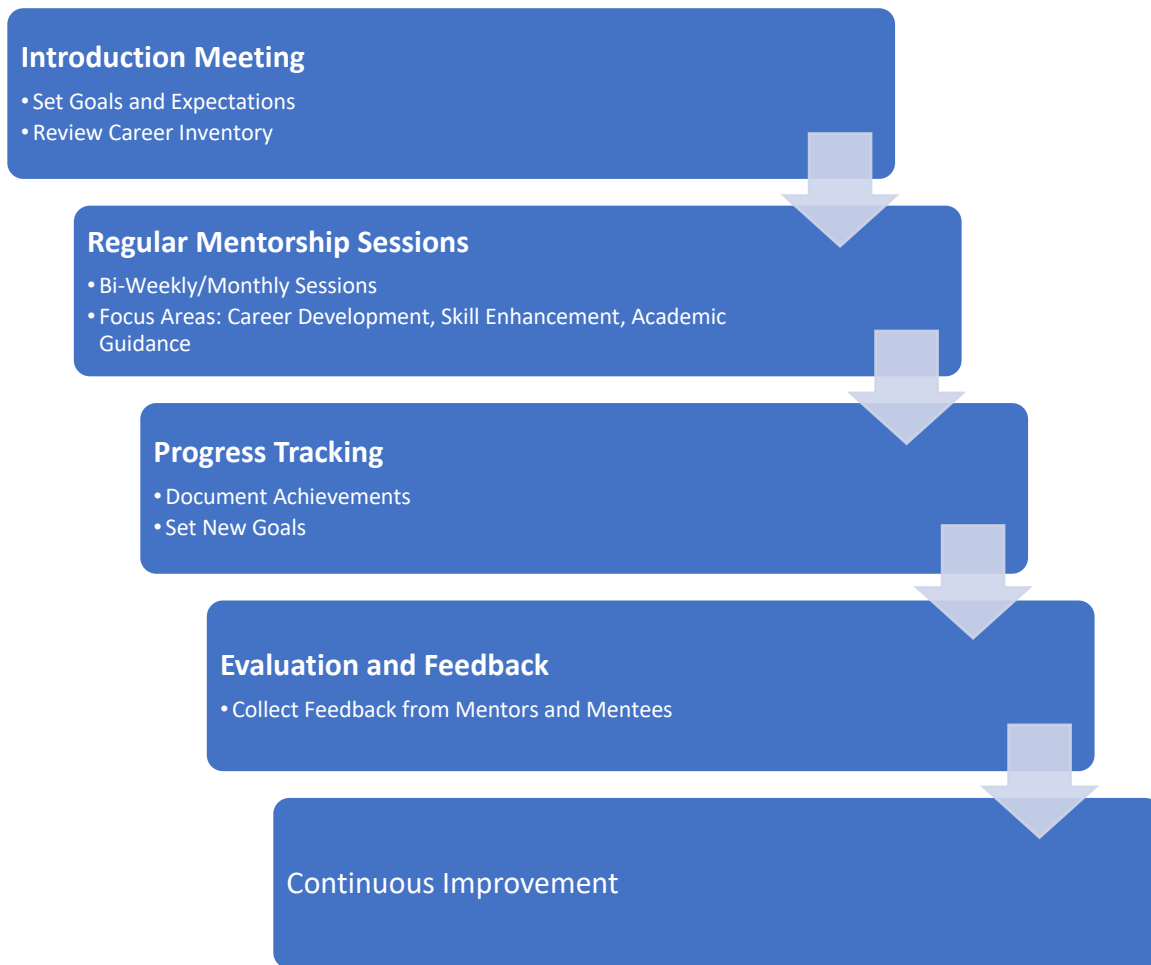 Introduction Meeting
• Set Goals and Expectations
• Review Career Inventory
Regular Mentorship Sessions
• Bi-Weekly/Monthly Sessions
• Focus Areas: Career Development, Skill Enhancement, Academic
Guidance
Progress Tracking
• Document Achievements
• Set New Goals
Evaluation and Feedback
• Collect Feedback from Mentors and Mentees
Continuous Improvement